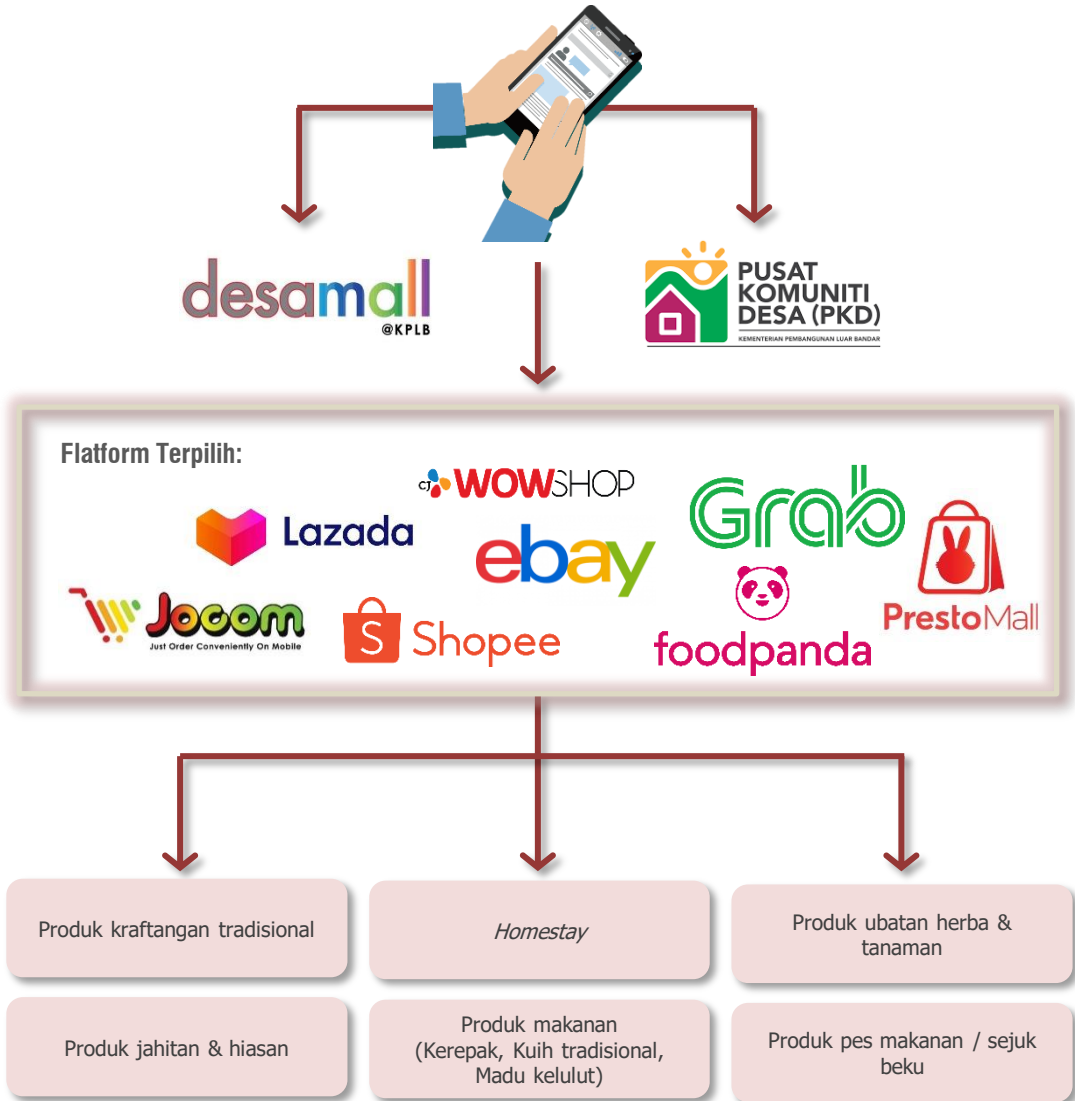 desamall
@KPLB
PUSAT
KOMUNITI
DESA (PKD)
KEMENTERIAN PEMBANGUNAN LUAR BANDAR
Flatform Terpilih:
CJ WOWSHOP
Grab
Lazada
ebay
PrestoMall
Jocom
Just Order Conveniently On Mobile
S Shopee
foodpanda
Produk kraftangan tradisional
Homestay
Produk ubatan herba &
tanaman
Produk jahitan & hiasan
Produk makanan
(Kerepak, Kuih tradisional,
Madu kelulut)
Produk pes makanan / sejuk
beku